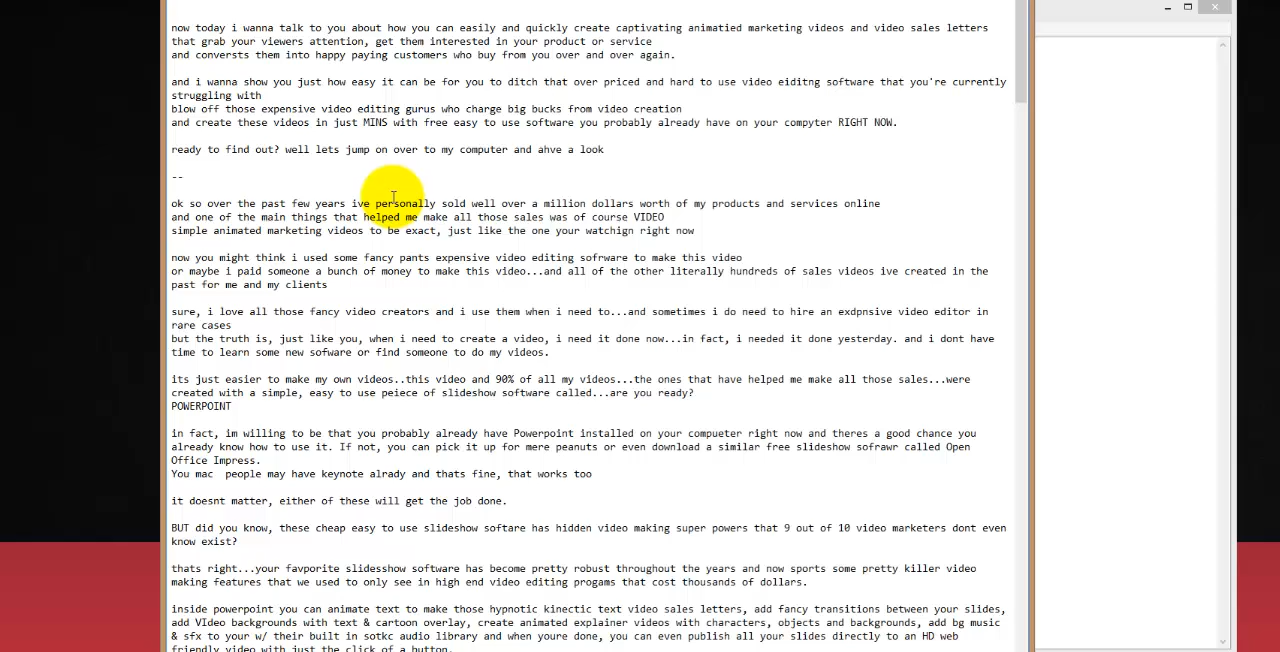 now today i wanna talk to you about how you can easily and quickly create captivating animatied marketing videos and video sales letters
that grab your viewers attention, get them interested in your product or service
and conversts them into happy paying customers who buy from you over and over again.
and i wanna show you just how easy it can be for you to ditch that over priced and hard to use video eiditng software that you're currently
struggling with
blow off those expensive video editing gurus who charge big bucks from video creation
and create these videos in just MINS with free easy to use software you probably already have on your compyter RIGHT NOW.
ready to find out? well lets jump on over to my computer and ahve a look
--
ok so over the past few years ive personally sold well over a million dollars worth of my products and services online
and one of the main things that helped me make all those sales was of course VIDEO
simple animated marketing videos to be exact, just like the one your watchign right now
now you might think i used some fancy pants expensive video editing sofrware to make this video
or maybe i paid someone a bunch of money to make this video...and all of the other literally hundreds of sales videos ive created in the
past for me and my clients
sure, i love all those fancy video creators and i use them when i need to...and sometimes i do need to hire an exdpnsive video editor in
rare cases
but the truth is, just like you, when i need to create a video, i need it done now...in fact, i needed it done yesterday. and i dont have
time to learn some new sofware or find someone to do my videos.
its just easier to make my own videos..this video and 90% of all my videos...the ones that have helped me make all those sales...were
created with a simple, easy to use peiece of slideshow software called...are you ready?
POWERPOINT
in fact, im willing to be that you probably already have Powerpoint installed on your compueter right now and theres a good chance you
already know how to use it. If not, you can pick it up for mere peanuts or even download a similar free slideshow sofrawr called Open
Office Impress.
You mac  people may have keynote alrady and thats fine, that works too
it doesnt matter, either of these will get the job done.
BUT did you know, these cheap easy to use slideshow softare has hidden video making super powers that 9 out of 10 video marketers dont even
know exist?
thats right...your favporite slidesshow software has become pretty robust throughout the years and now sports some pretty killer video
making features that we used to only see in high end video editing progams that cost thousands of dollars.
inside powerpoint you can animate text to make those hypnotic kinectic text video sales letters, add fancy transitions between your slides,
add VIdeo backgrounds with text & cartoon overlay, create animated explainer videos with characters, objects and backgrounds, add bg music
& sfx to your w/ their built in sotkc audio library and when youre done, you can even publish all your slides directly to an HD web
friendly video with just the click of a button.